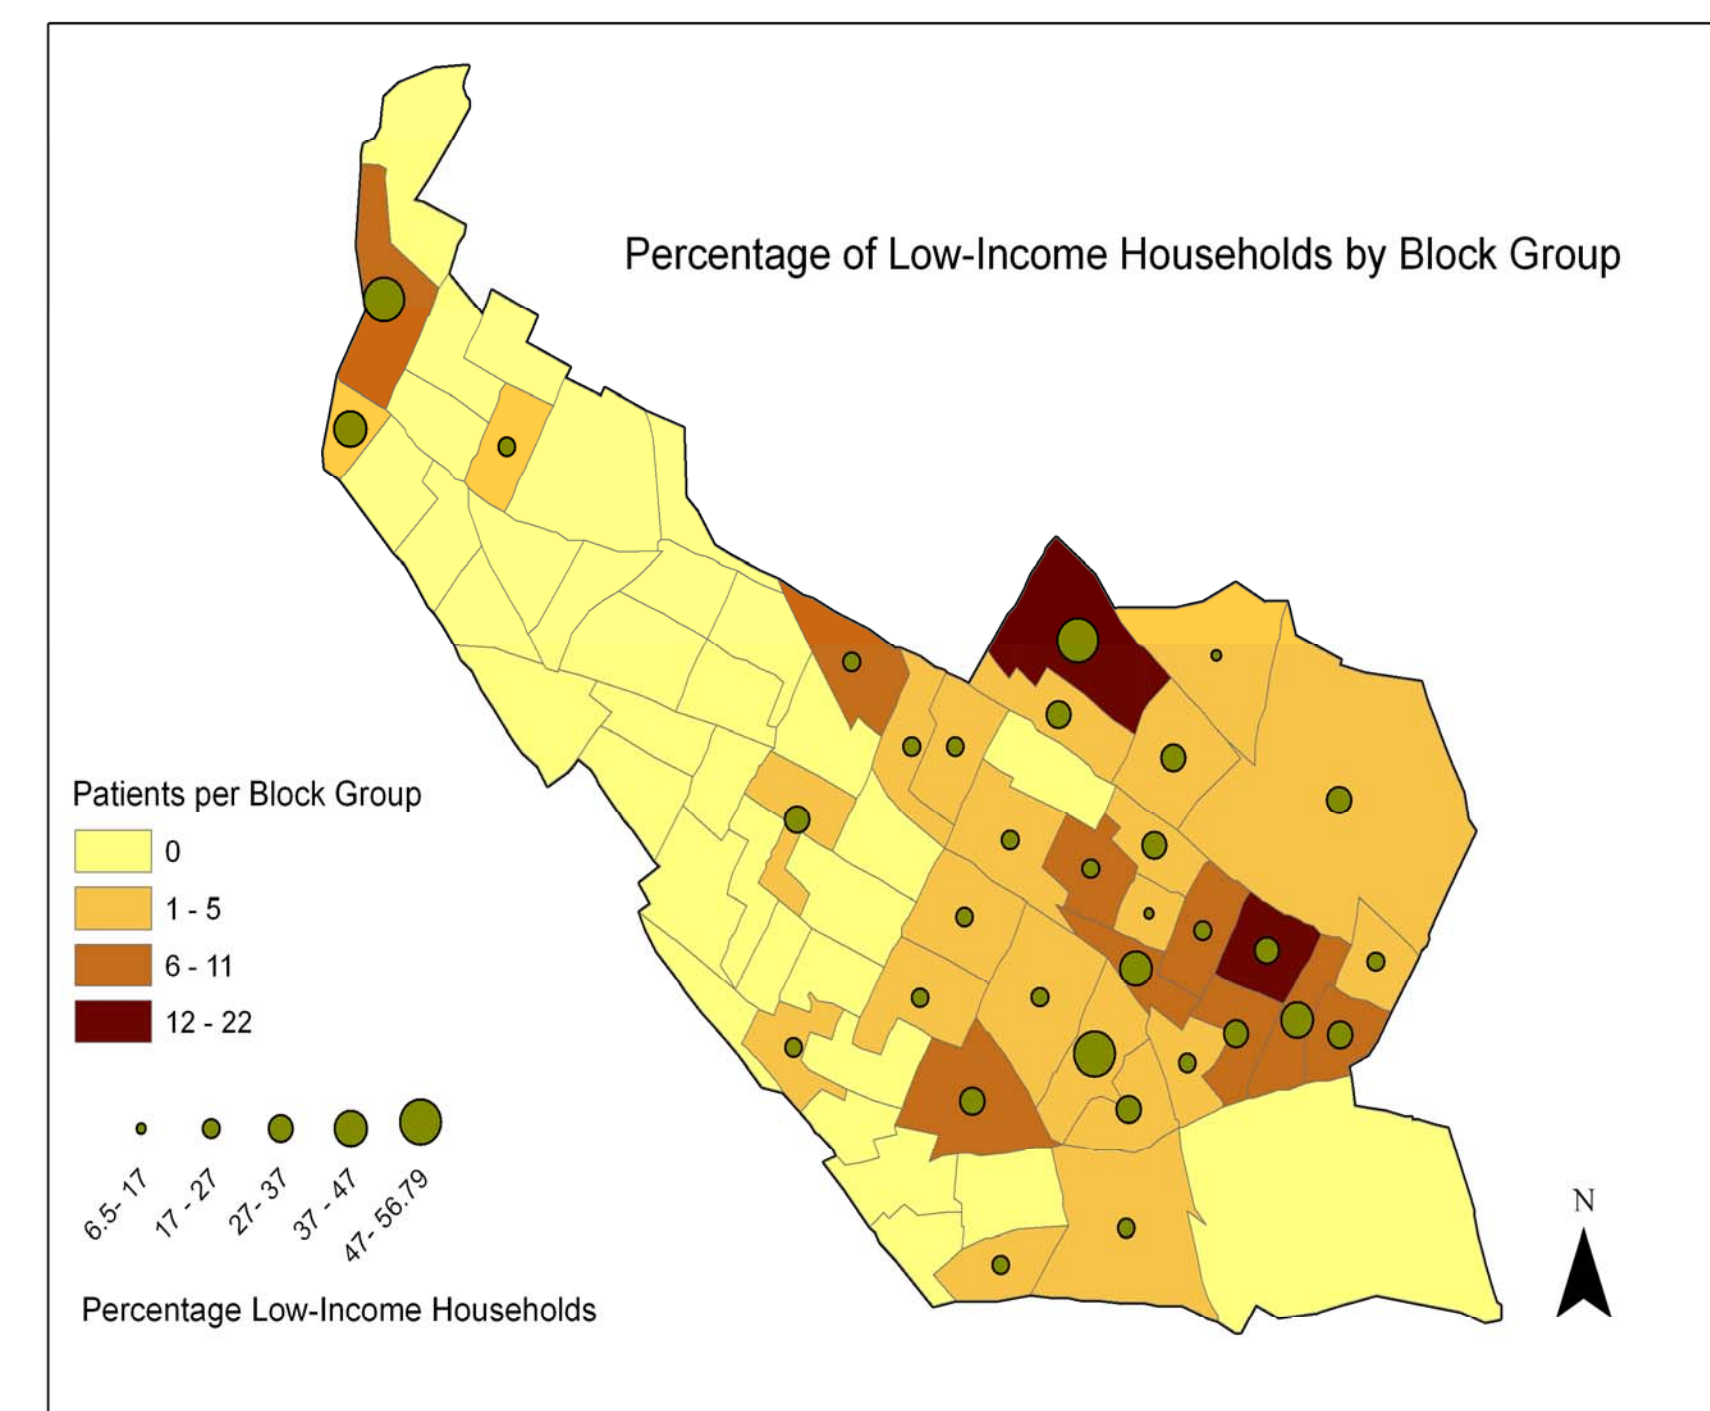 Percentage of Low-Income Households by Block Group
Patients per Block Group
0
1 - 5
6 - 11
12 - 22
6.5- 17
17 - 27
27- 37
37 - 47
47- 56.79
Percentage Low-Income Households
N